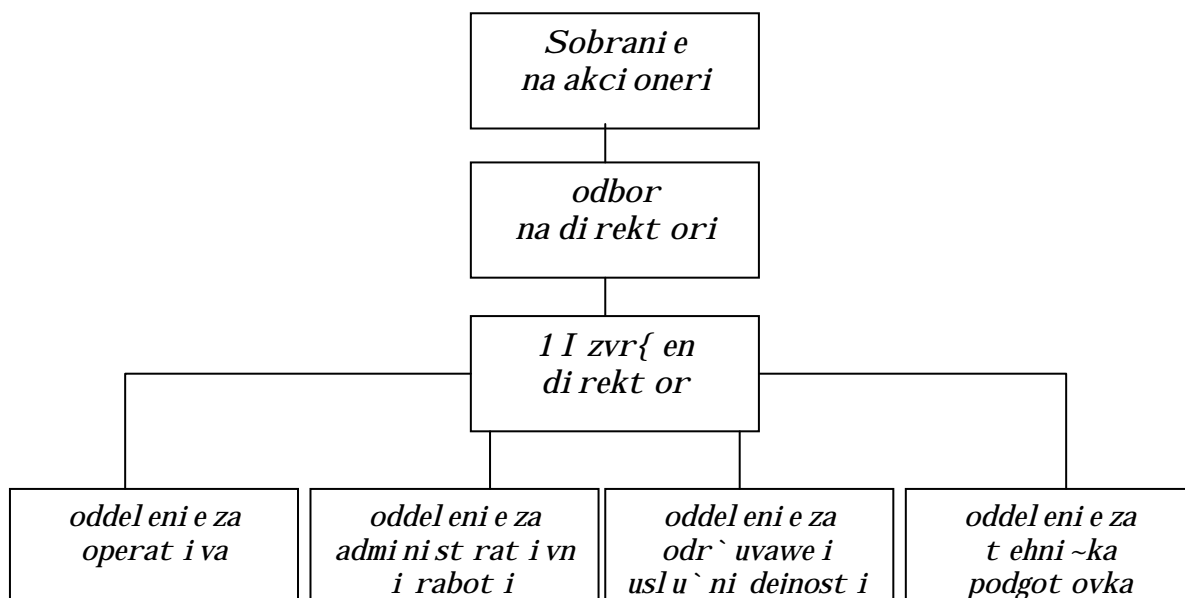 Sobranie
na akcioneri
odbor
na direktori
1 Izvr{en
direktor
oddelenie za
operativa
oddelenie za
administrativn
i raboti
oddelenie za
odr`uvawe i
uslu`ni dejnosti
oddelenie za
tehni~ka
podgotovka